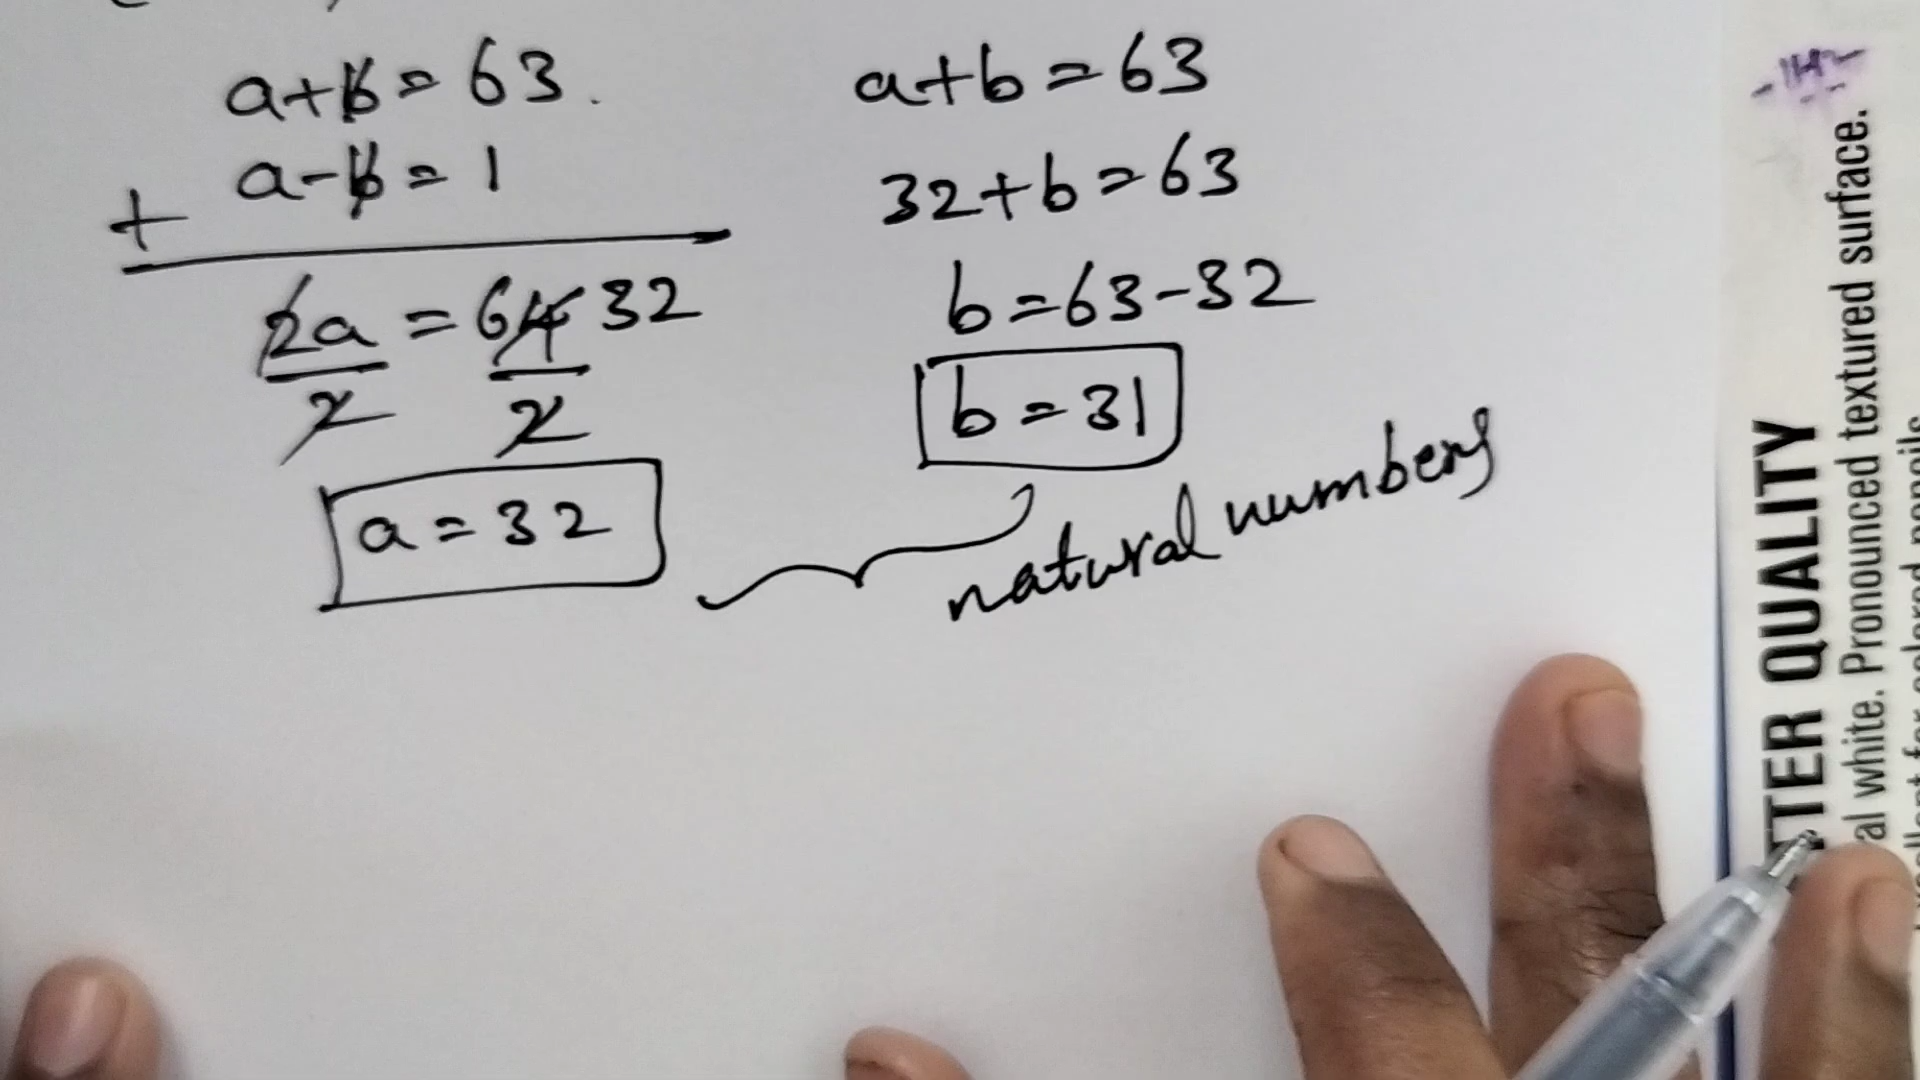 a+b=63.
a-b=1
+
2a = 64 32
2 2
a=32
a+b=63
32+b=63
b=63-32
b=31
natural numbers
TTER QUALITY
al white. Pronounced textured surface.